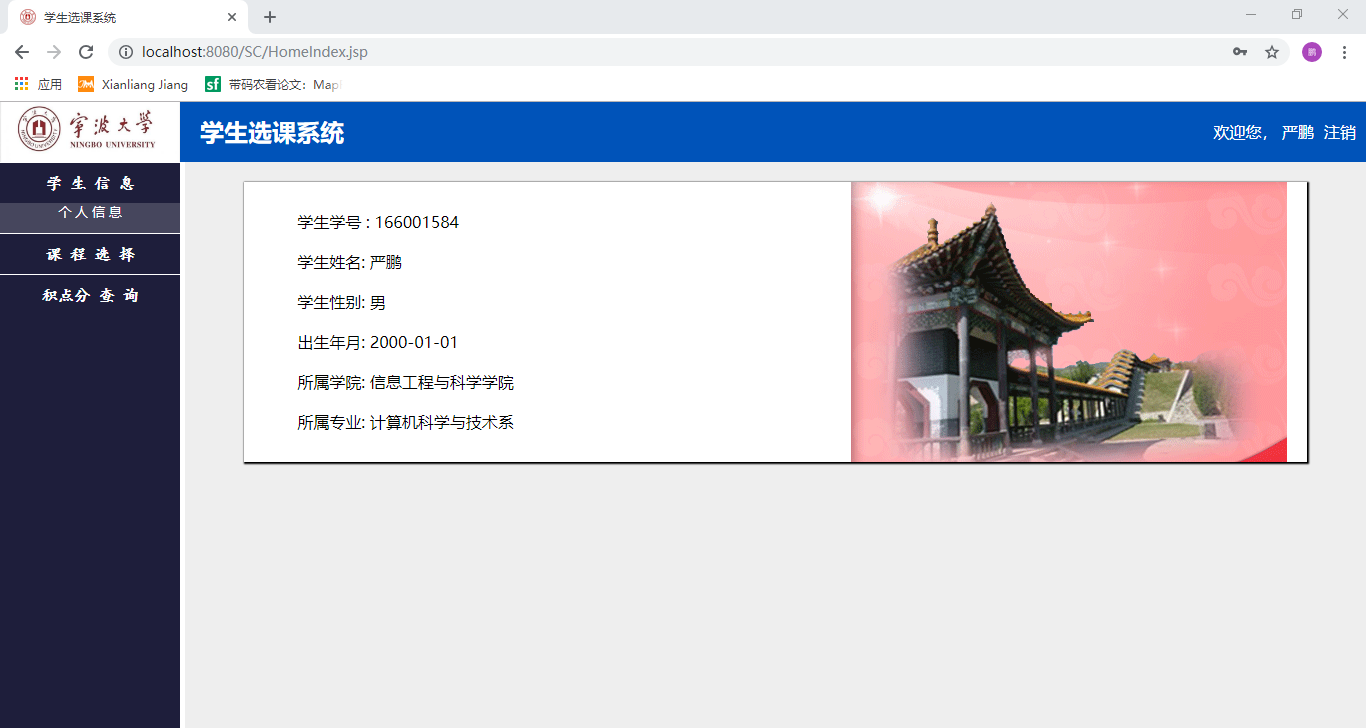 学生选课系统
localhost:8080/SC/HomeIndex.jsp
鹏
应用 Xianliang Jiang sf 带码农看论文：Map
宁波大学
NINGBO UNIVERSITY
学生选课系统
欢迎您， 严鹏 注销
学 生 信 息
个人信息
课 程 选 择
积点分 查 询
学生学号 : 166001584
学生姓名: 严鹏
学生性别: 男
出生年月: 2000-01-01
所属学院: 信息工程与科学学院
所属专业: 计算机科学与技术系